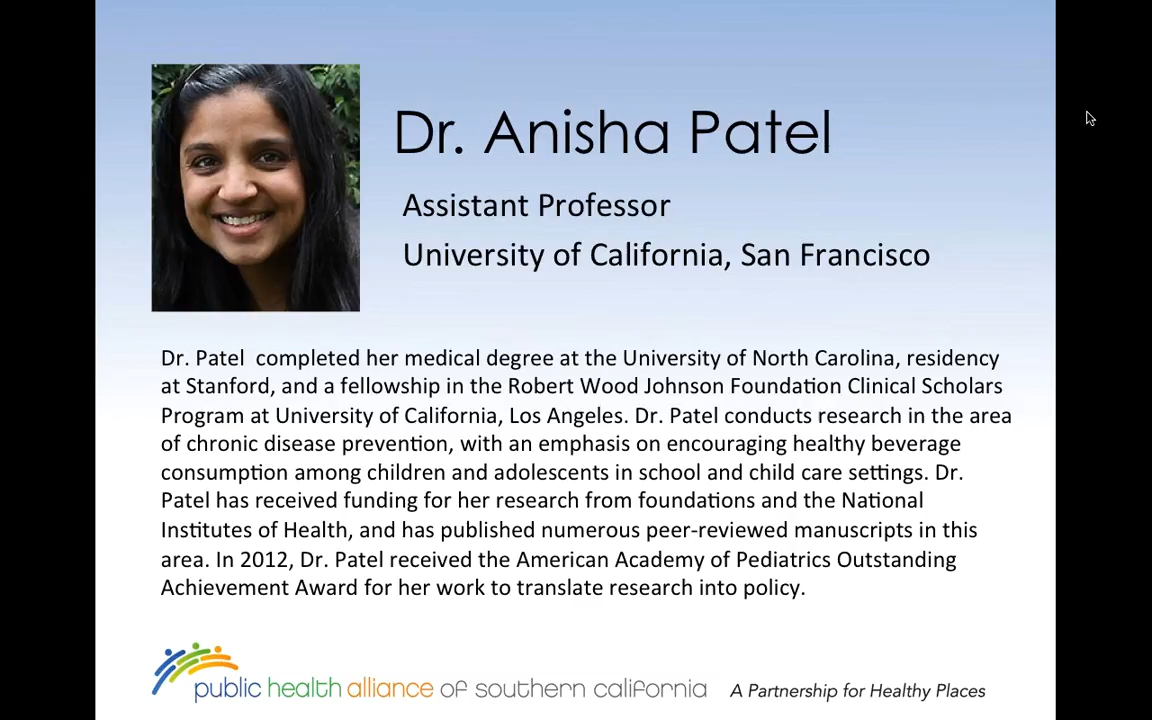 Dr. Anisha Patel
Assistant Professor
University of California, San Francisco
Dr. Patel  completed her medical degree at the University of North Carolina, residency
at Stanford, and a fellowship in the Robert Wood Johnson Foundation Clinical Scholars
Program at University of California, Los Angeles. Dr. Patel conducts research in the area
of chronic disease prevention, with an emphasis on encouraging healthy beverage
consumption among children and adolescents in school and child care settings. Dr.
Patel has received funding for her research from foundations and the National
Institutes of Health, and has published numerous peer-reviewed manuscripts in this
area. In 2012, Dr. Patel received the American Academy of Pediatrics Outstanding
Achievement Award for her work to translate research into policy.
public health alliance of southern california A Partnership for Healthy Places